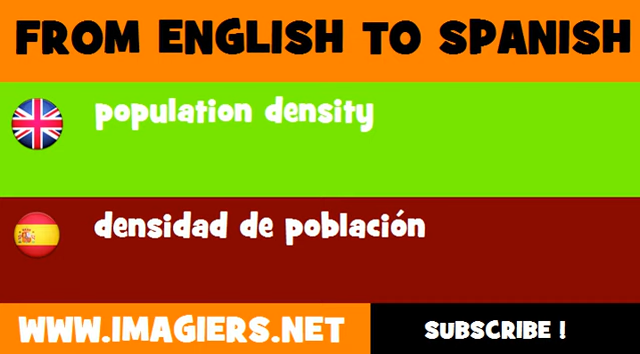 FROM ENGLISH TO SPANISH
population density
densidad de población
WWW.IMAGIERS.NET
SUBSCRIBE !